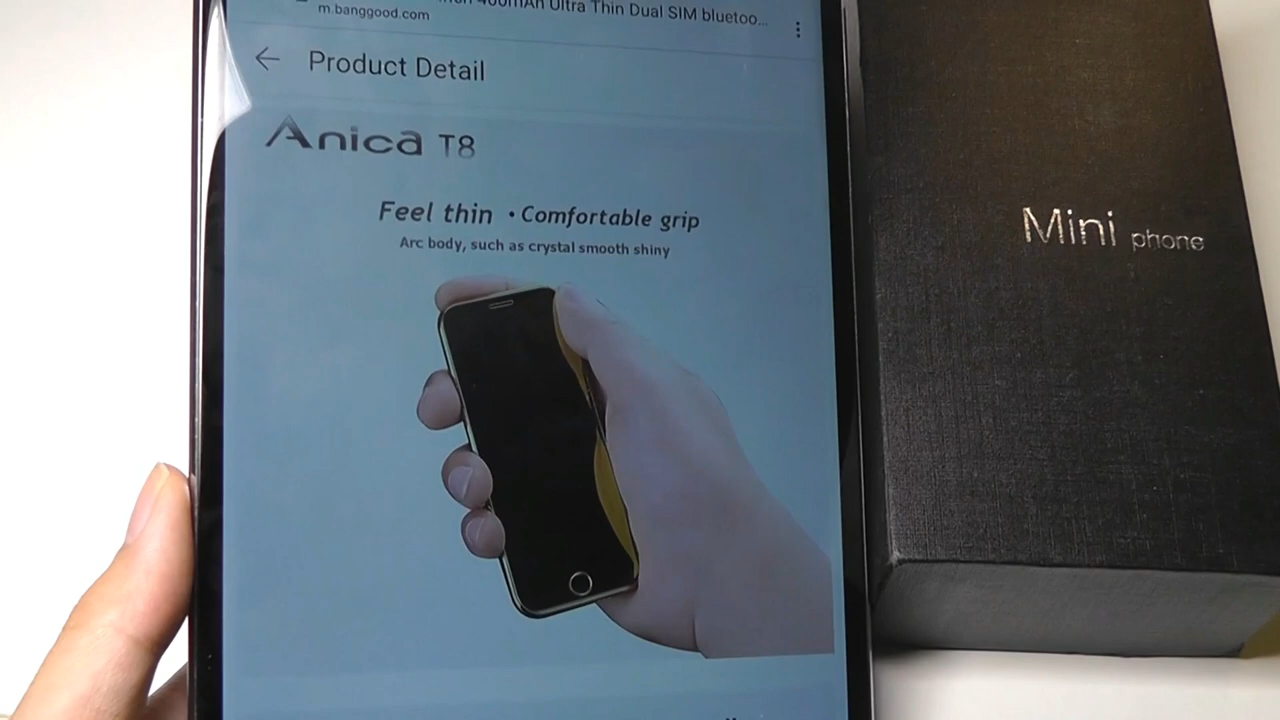 400mAh Ultra Thin Dual SIM bluetoo...
m.banggood.com
Product Detail
Anica T8
Feel thin • Comfortable grip
Arc body, such as crystal smooth shiny
Mini phone